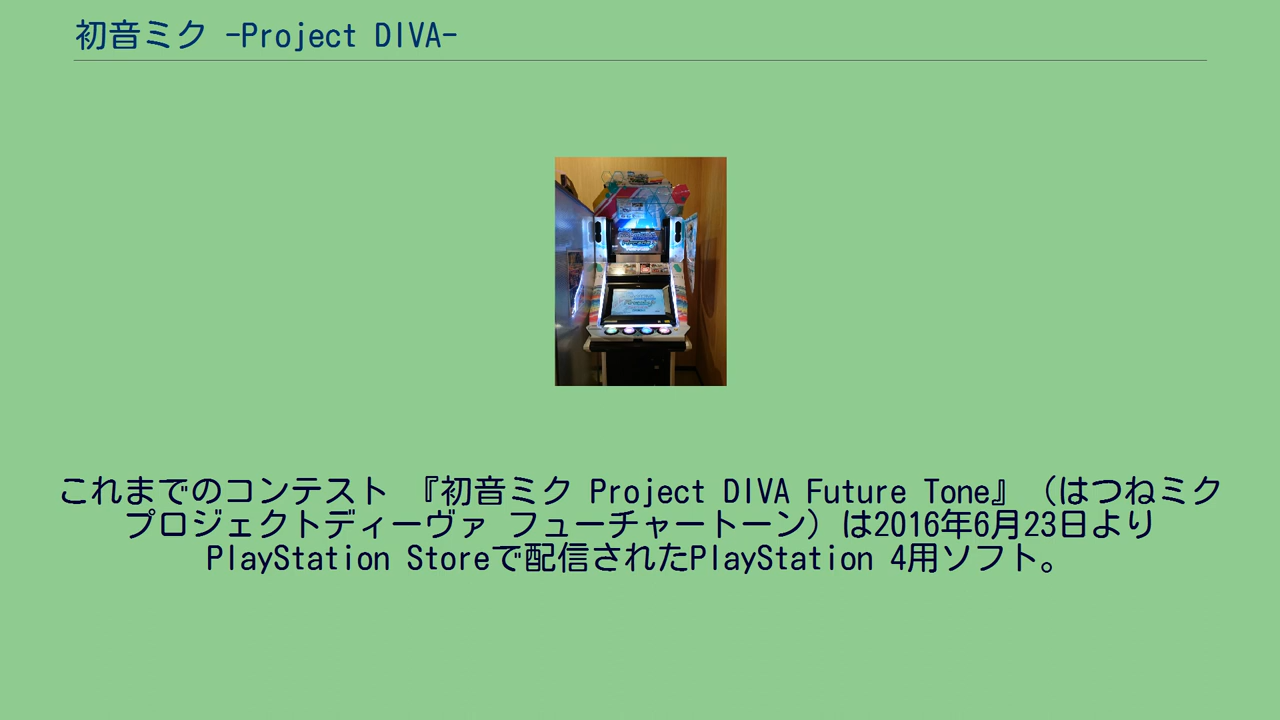 初音ミク -Project DIVA-
これまでのコンテスト 『初音ミク Project DIVA Future Tone』（はつねミク
プロジェクトディーヴァ フューチャートーン）は2016年6月23日より
PlayStation Storeで配信されたPlayStation 4用ソフト。